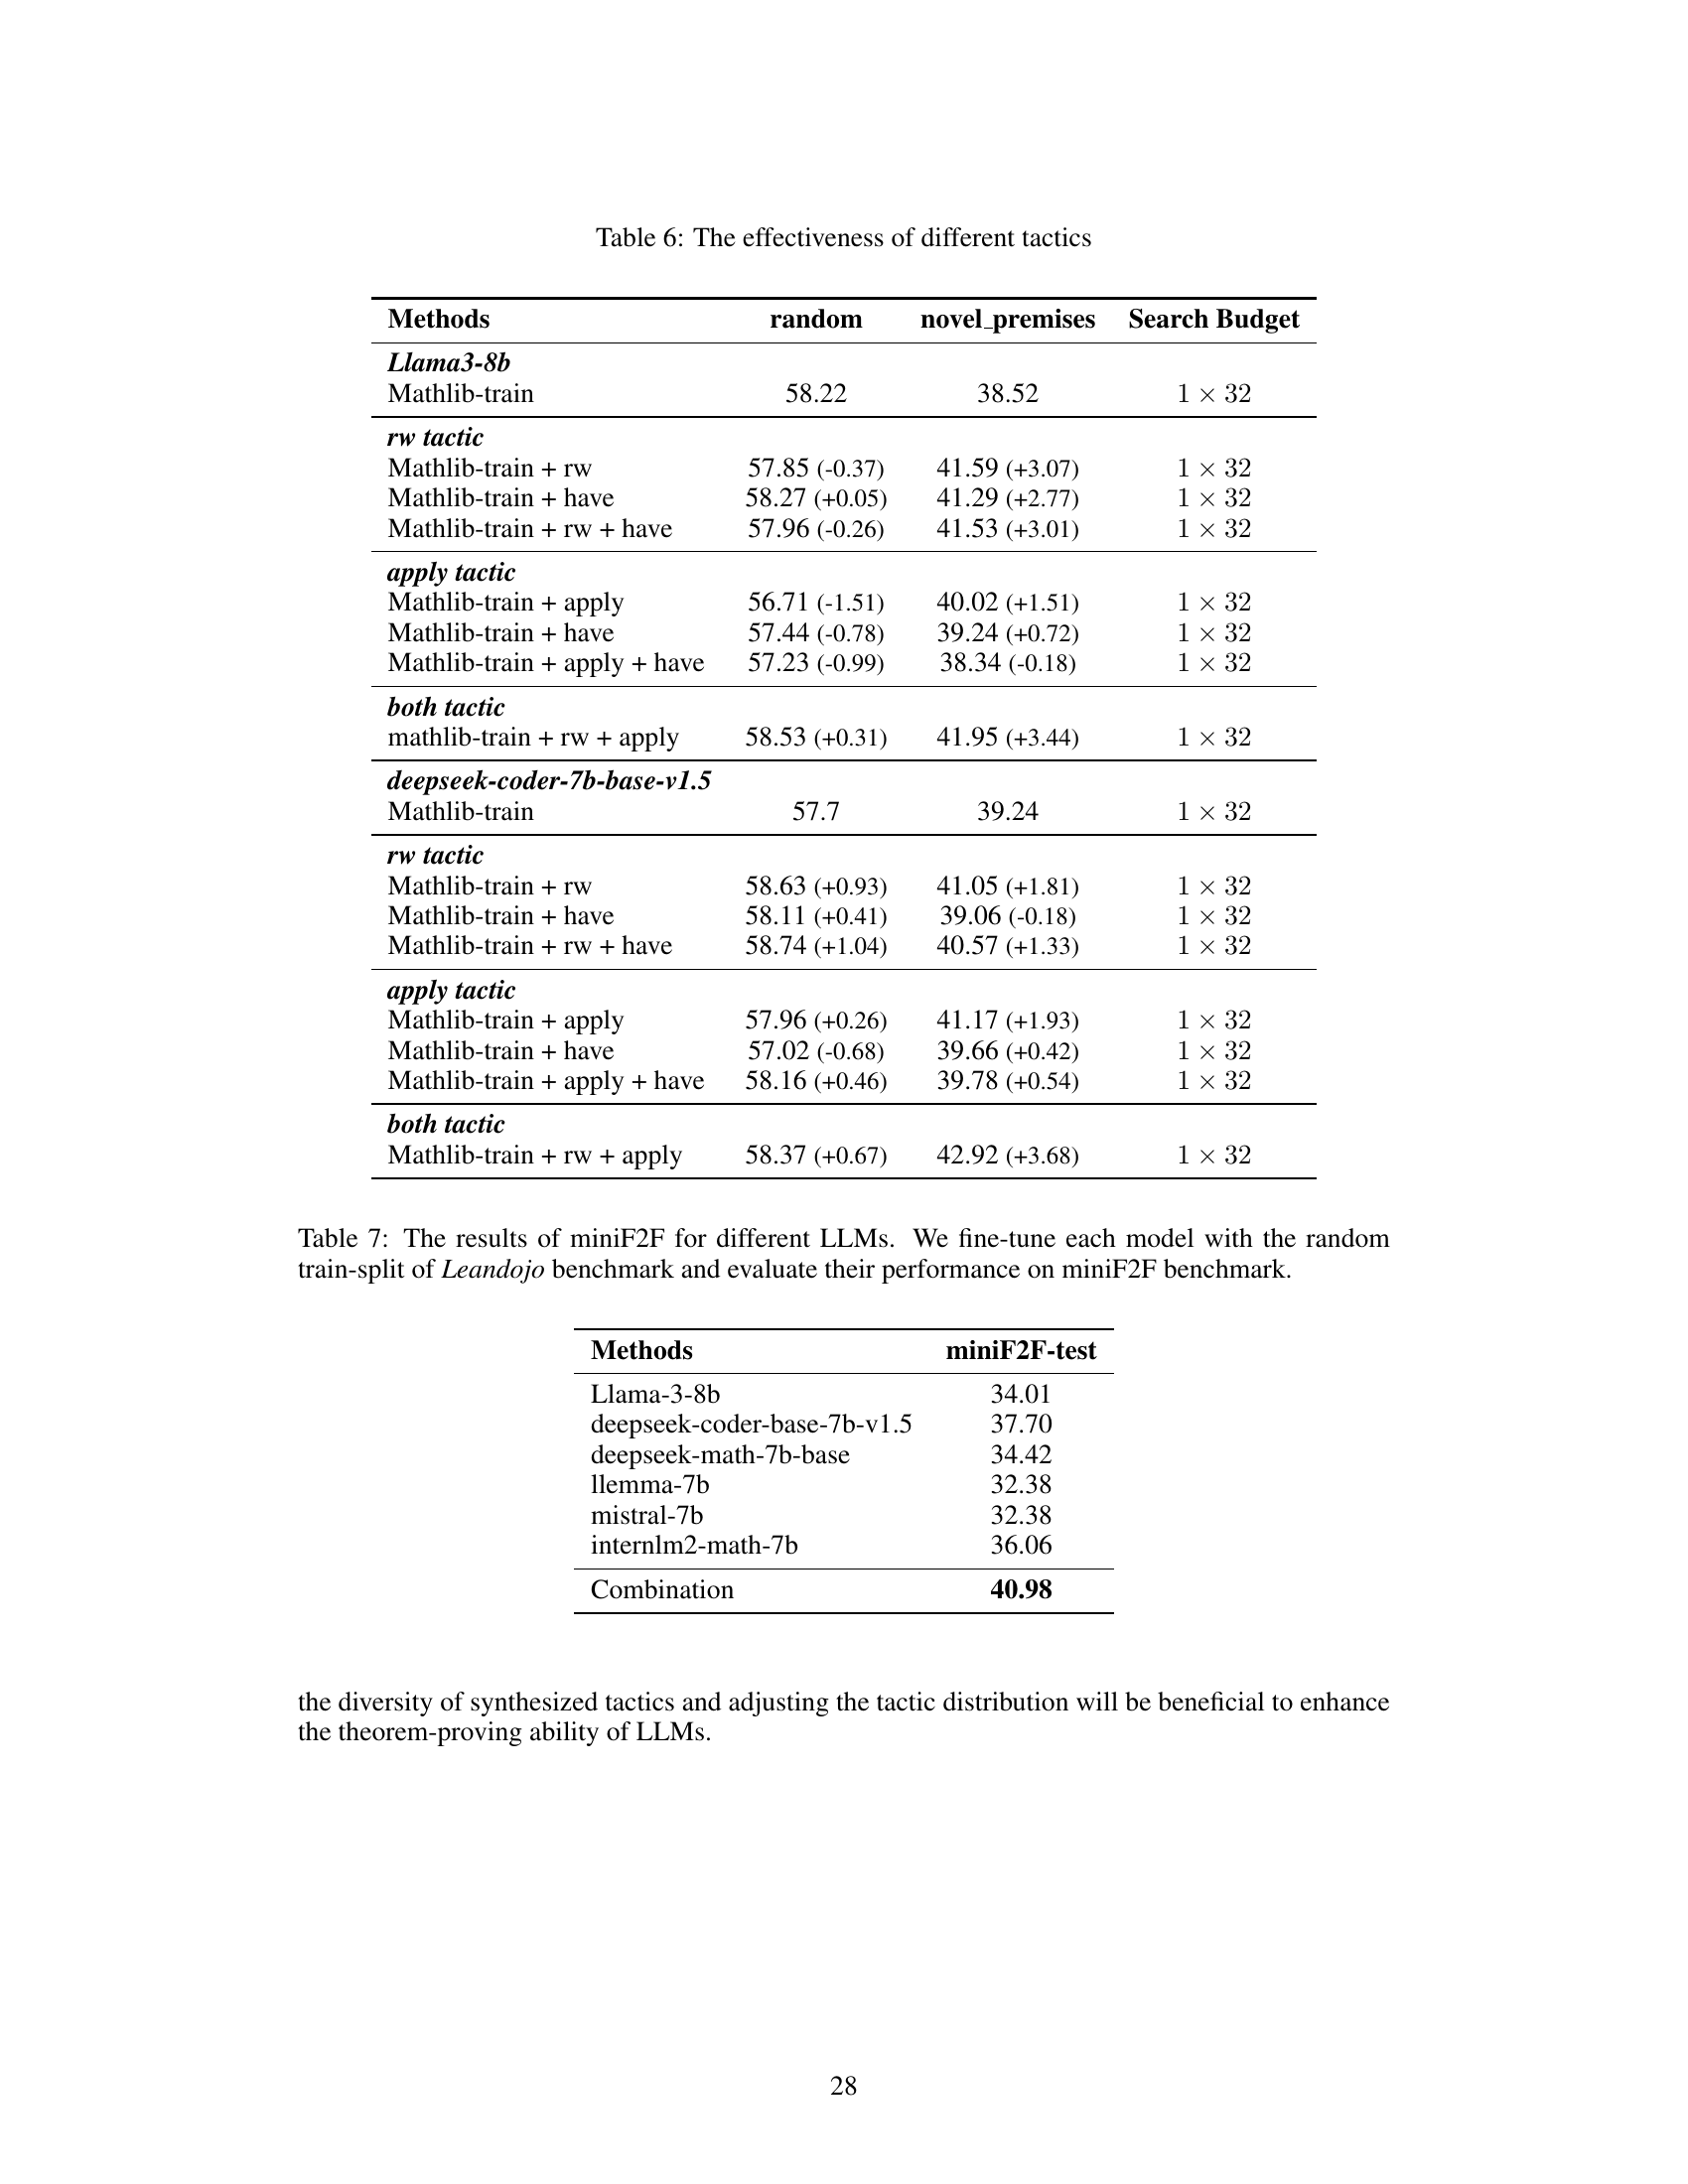 Table 6: The effectiveness of different tactics
Methods random novel_premises Search Budget
Llama3-8b
Mathlib-train 58.22 38.52 1 × 32
rw tactic
Mathlib-train + rw 57.85 (-0.37) 41.59 (+3.07) 1 × 32
Mathlib-train + have 58.27 (+0.05) 41.29 (+2.77) 1 × 32
Mathlib-train + rw + have 57.96 (-0.26) 41.53 (+3.01) 1 × 32
apply tactic
Mathlib-train + apply 56.71 (-1.51) 40.02 (+1.51) 1 × 32
Mathlib-train + have 57.44 (-0.78) 39.24 (+0.72) 1 × 32
Mathlib-train + apply + have 57.23 (-0.99) 38.34 (-0.18) 1 × 32
both tactic
mathlib-train + rw + apply 58.53 (+0.31) 41.95 (+3.44) 1 × 32
deepseek-coder-7b-base-v1.5
Mathlib-train 57.7 39.24 1 × 32
rw tactic
Mathlib-train + rw 58.63 (+0.93) 41.05 (+1.81) 1 × 32
Mathlib-train + have 58.11 (+0.41) 39.06 (-0.18) 1 × 32
Mathlib-train + rw + have 58.74 (+1.04) 40.57 (+1.33) 1 × 32
apply tactic
Mathlib-train + apply 57.96 (+0.26) 41.17 (+1.93) 1 × 32
Mathlib-train + have 57.02 (-0.68) 39.66 (+0.42) 1 × 32
Mathlib-train + apply + have 58.16 (+0.46) 39.78 (+0.54) 1 × 32
both tactic
Mathlib-train + rw + apply 58.37 (+0.67) 42.92 (+3.68) 1 × 32
Table 7: The results of miniF2F for different LLMs. We fine-tune each model with the random
train-split of Leandojo benchmark and evaluate their performance on miniF2F benchmark.
Methods miniF2F-test
Llama-3-8b 34.01
deepseek-coder-base-7b-v1.5 37.70
deepseek-math-7b-base 34.42
llemma-7b 32.38
mistral-7b 32.38
internlm2-math-7b 36.06
Combination 40.98
the diversity of synthesized tactics and adjusting the tactic distribution will be beneficial to enhance
the theorem-proving ability of LLMs.
28